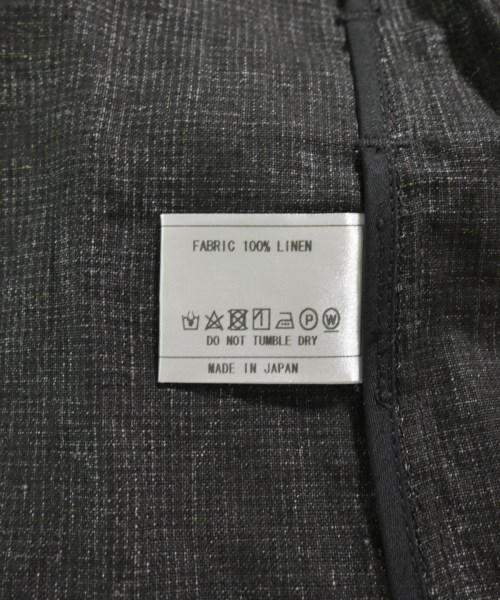 FABRIC 100% LINEN
P W
DO NOT TUMBLE DRY
MADE IN JAPAN